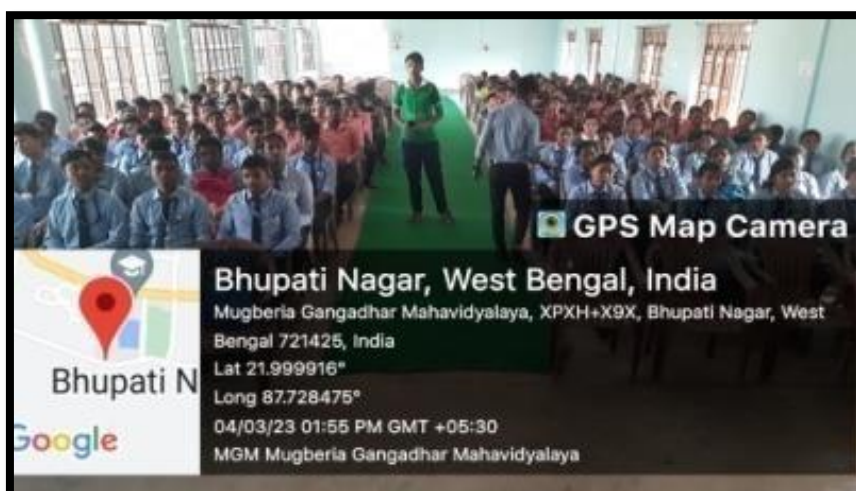 GPS Map Camera
Bhupati Nagar, West Bengal, India
Mugberia Gangadhar Mahavidyalaya, XPXH+X9X, Bhupati Nagar, West
Bengal 721425, India
Lat 21.999916°
Long 87.728475°
04/03/23 01:55 PM GMT +05:30
MGM Mugberia Gangadhar Mahavidyalaya
Bhupati N
Google